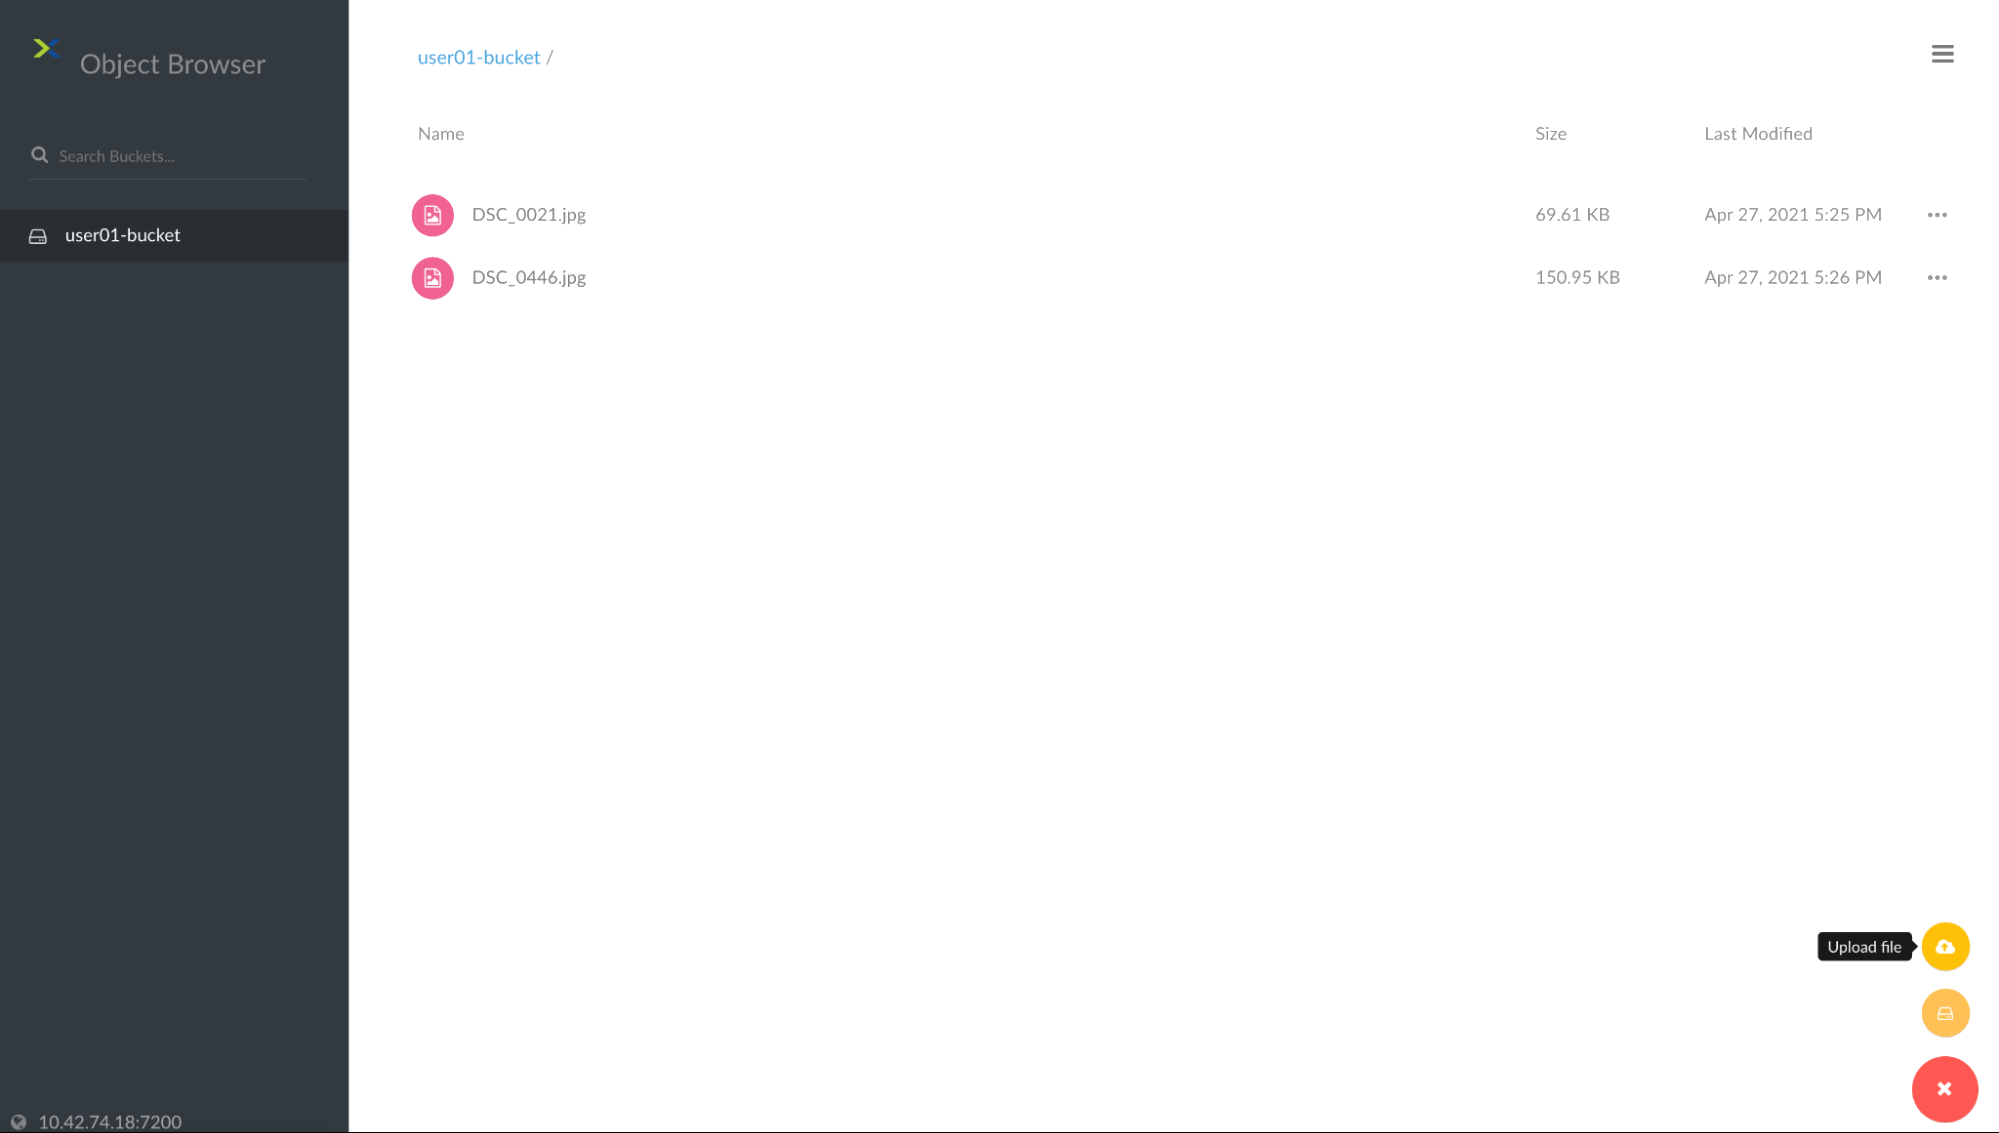 Object Browser
Search Buckets...
user01-bucket
user01-bucket /
Name Size Last Modified
DSC_0021.jpg 69.61 KB Apr 27, 2021 5:25 PM
DSC_0446.jpg 150.95 KB Apr 27, 2021 5:26 PM
Upload file
10.42.74.18:7200